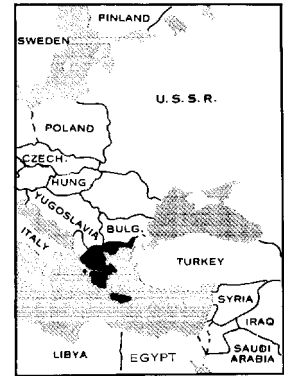 FINLAND
SWEDEN
U. S. S. R.
POLAND
CZECH.
HUNG
YUGOSLAVIA
BULG.
ITALY
TURKEY
SYRIA
IRAQ
LIBYA
EGYPT
SAUDI
ARABIA